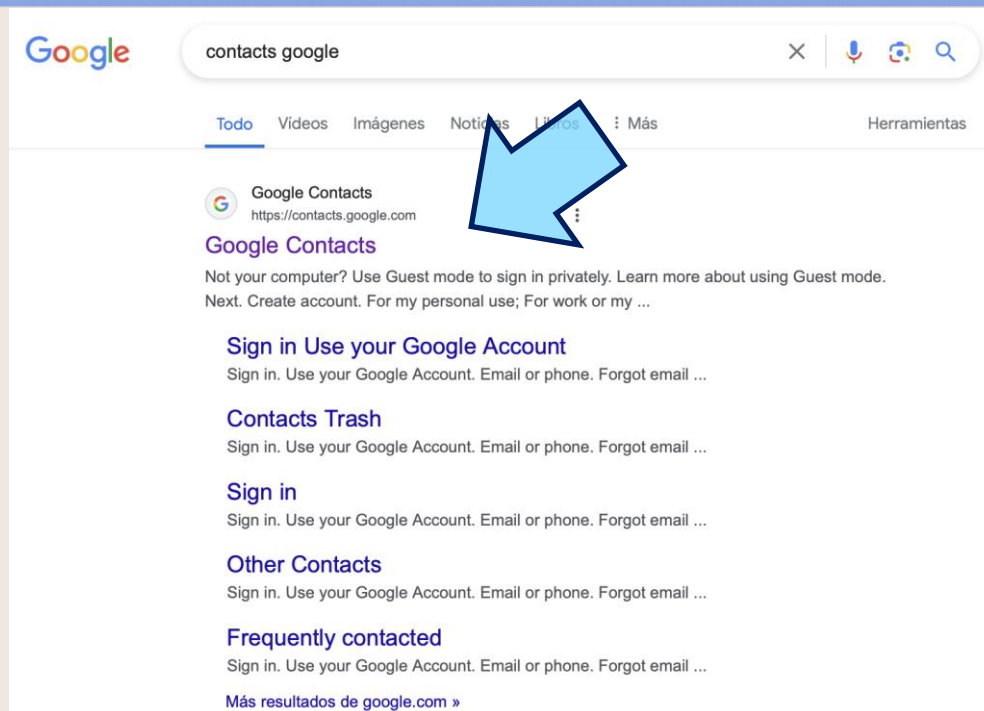 Google
contacts google
Todo Vídeos Imágenes Noticias Libros Más Herramientas
Google Contacts
https://contacts.google.com
Google Contacts
Not your computer? Use Guest mode to sign in privately. Learn more about using Guest mode.
Next. Create account. For my personal use; For work or my ...
Sign in Use your Google Account
Sign in. Use your Google Account. Email or phone. Forgot email ...
Contacts Trash
Sign in. Use your Google Account. Email or phone. Forgot email ...
Sign in
Sign in. Use your Google Account. Email or phone. Forgot email ...
Other Contacts
Sign in. Use your Google Account. Email or phone. Forgot email ...
Frequently contacted
Sign in. Use your Google Account. Email or phone. Forgot email ...
Más resultados de google.com »